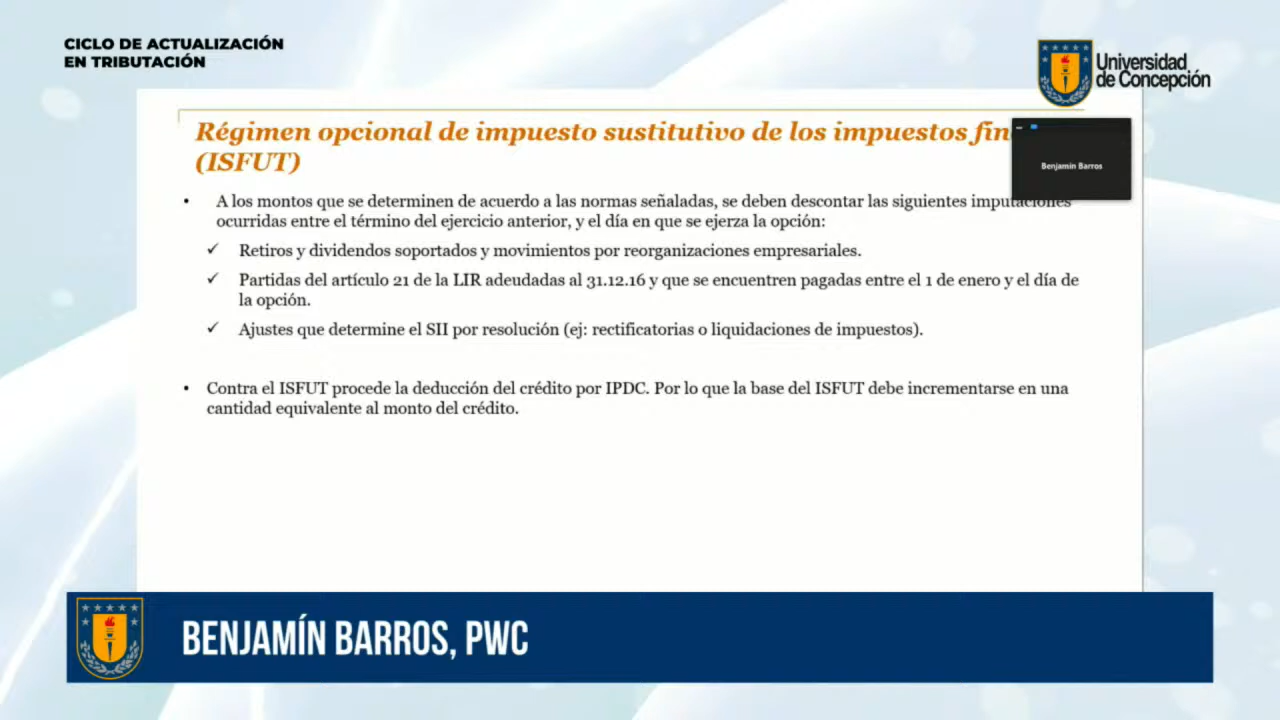 CICLO DE ACTUALIZACIÓN
EN TRIBUTACIÓN
Universidad
de Concepción
Régimen opcional de impuesto sustitutivo de los impuestos fin
(ISFUT)
Benjamín Barros
• A los montos que se determinen de acuerdo a las normas señaladas, se deben descontar las siguientes imputaciones
ocurridas entre el término del ejercicio anterior, y el día en que se ejerza la opción:
✓ Retiros y dividendos soportados y movimientos por reorganizaciones empresariales.
✓ Partidas del artículo 21 de la LIR adeudadas al 31.12.16 y que se encuentren pagadas entre el 1 de enero y el día de
la opción.
✓ Ajustes que determine el SII por resolución (ej: rectificatorias o liquidaciones de impuestos).
• Contra el ISFUT procede la deducción del crédito por IPDC. Por lo que la base del ISFUT debe incrementarse en una
cantidad equivalente al monto del crédito.
BENJAMÍN BARROS, PWC